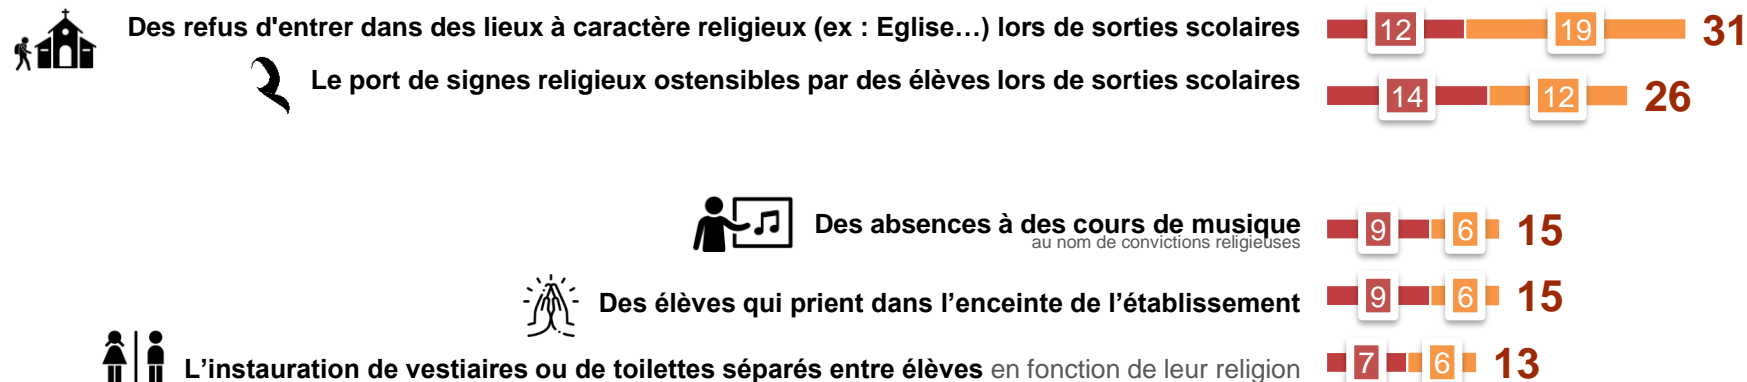 Des refus d'entrer dans des lieux à caractère religieux (ex : Eglise…) lors de sorties scolaires 12 19 31
Le port de signes religieux ostensibles par des élèves lors de sorties scolaires 14 12 26
Des absences à des cours de musique 9 6 15
au nom de convictions religieuses
Des élèves qui prient dans l’enceinte de l’établissement 9 6 15
L'instauration de vestiaires ou de toilettes séparés entre élèves en fonction de leur religion 7 6 13